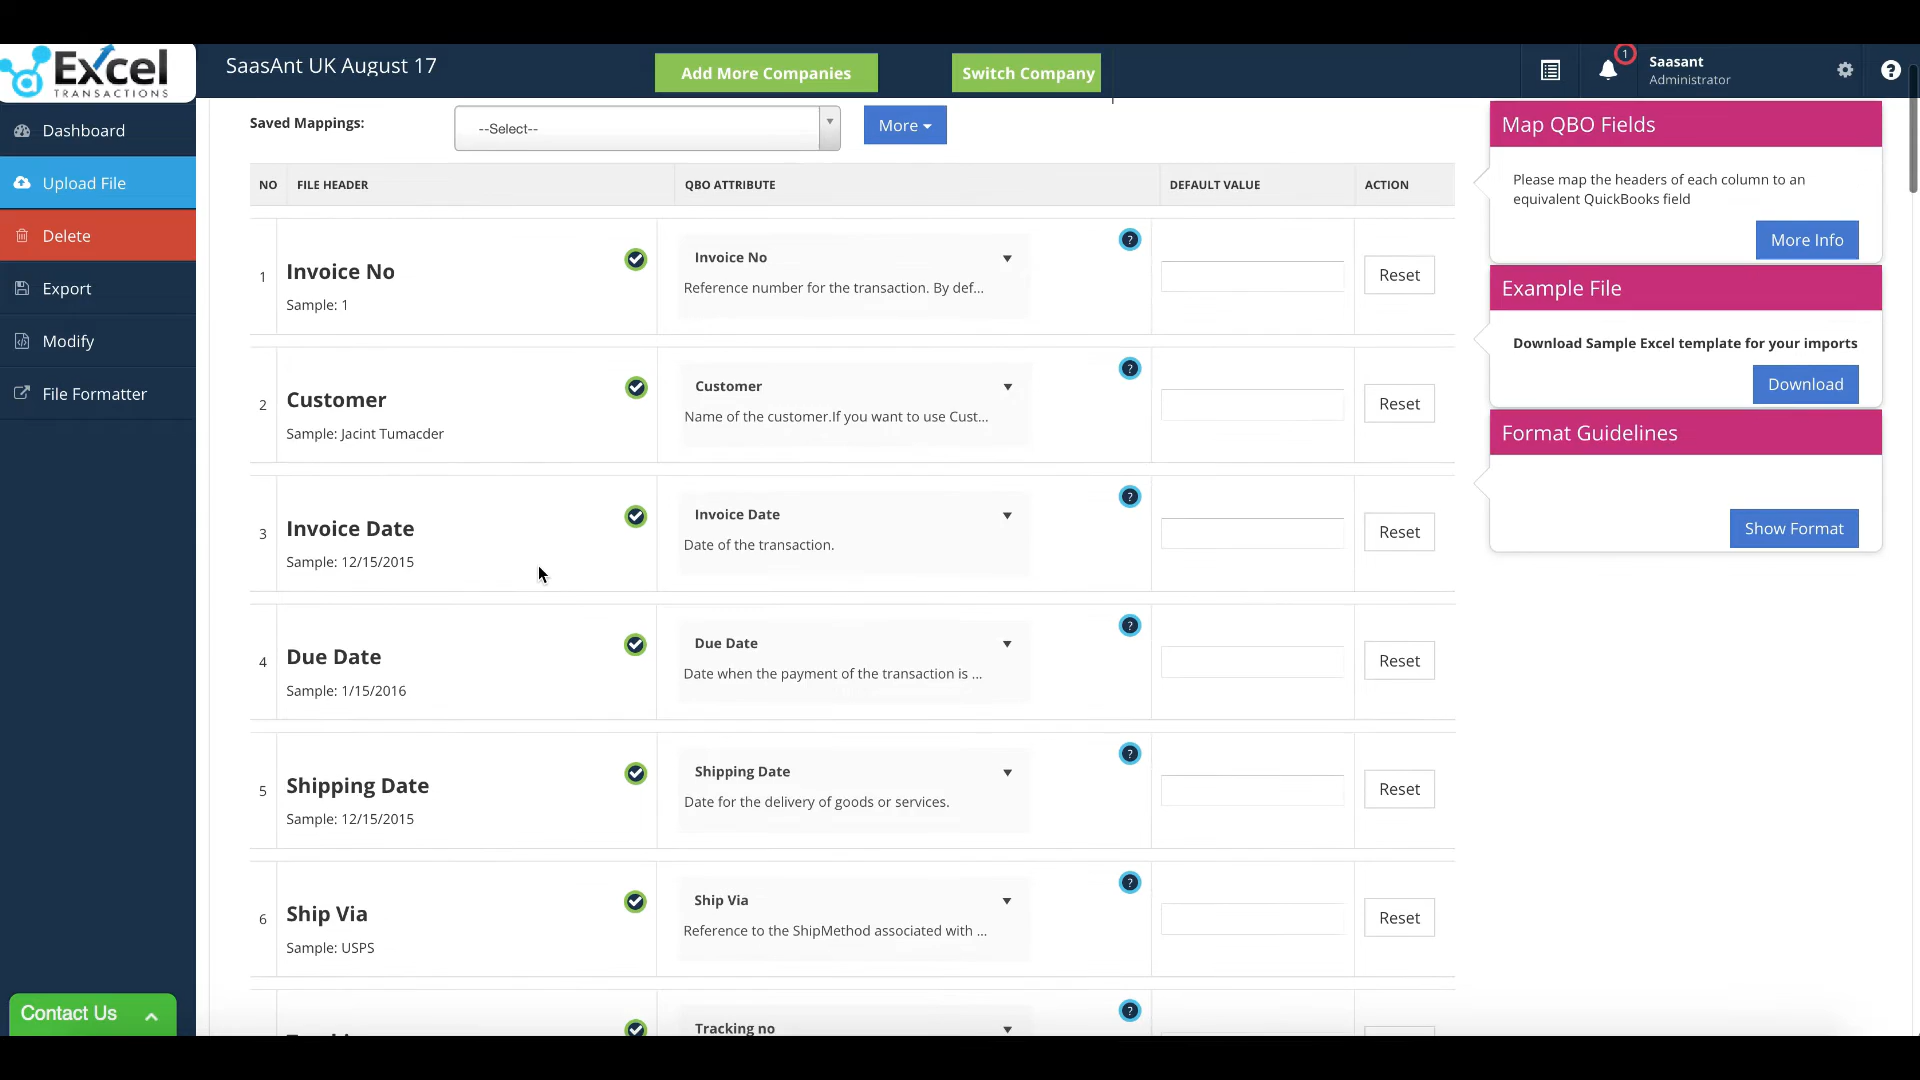 Excel
TRANSACTIONS
SaasAnt UK August 17
Add More Companies
Switch Company
1
Saasant
Administrator
?
Dashboard
Upload File
Delete
Export
Modify
File Formatter
Contact Us
Saved Mappings:
--Select--
More
NO
FILE HEADER
QBO ATTRIBUTE
DEFAULT VALUE
ACTION
1
Invoice No
Sample: 1
Invoice No
Reference number for the transaction. By def...
?
Reset
2
Customer
Sample: Jacint Tumacder
Customer
Name of the customer.If you want to use Cust...
?
Reset
3
Invoice Date
Sample: 12/15/2015
Invoice Date
Date of the transaction.
?
Reset
4
Due Date
Sample: 1/15/2016
Due Date
Date when the payment of the transaction is ...
?
Reset
5
Shipping Date
Sample: 12/15/2015
Shipping Date
Date for the delivery of goods or services.
?
Reset
6
Ship Via
Sample: USPS
Ship Via
Reference to the ShipMethod associated with ...
?
Reset
Tracking no
?
Map QBO Fields
Please map the headers of each column to an
equivalent QuickBooks field
More Info
Example File
Download Sample Excel template for your imports
Download
Format Guidelines
Show Format